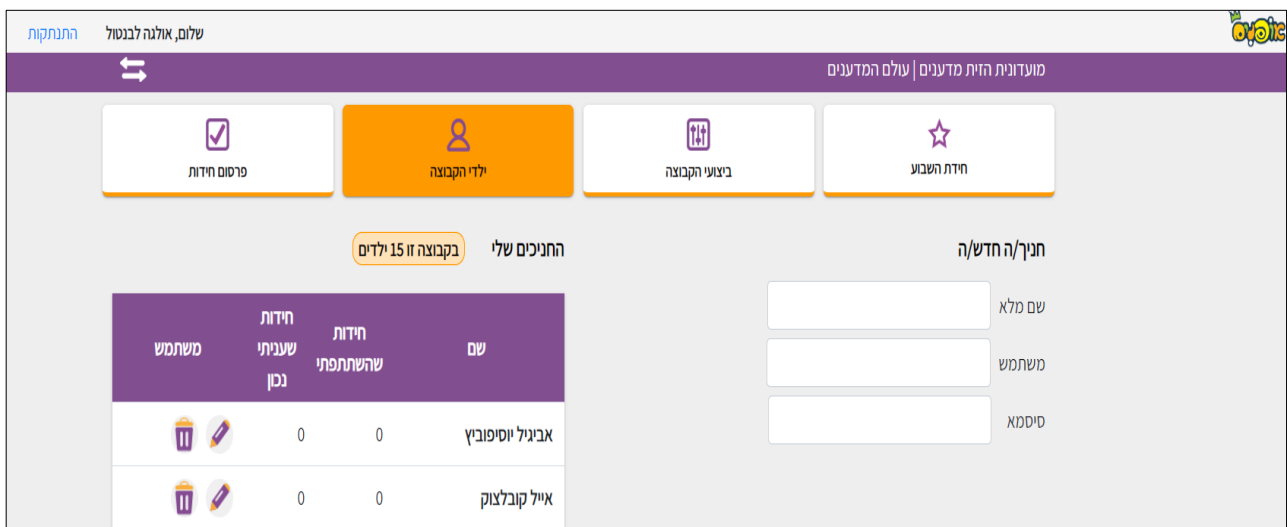 אופנים
שלום, אולגה לבנטול
התנתקות
מועדונית הזית מדענים | עולם המדענים
חידת השבוע
ביצועי הקבוצה
ילדי הקבוצה
פרסום חידות
חניך/ה חדש/ה
שם מלא
משתמש
סיסמא
החניכים שלי
בקבוצה זו 15 ילדים
שם
חידות
שהשתתפתי
חידות
שעניתי
נכון
משתמש
אביגיל יוסיפוביץ 0 0
אייל קובלצוק 0 0